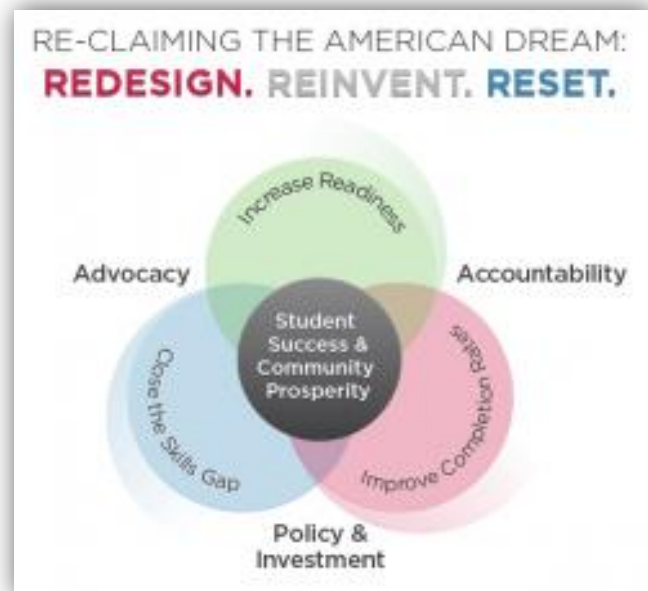 RE-CLAIMING THE AMERICAN DREAM:
REDESIGN. REINVENT. RESET.
Increase Readiness
Advocacy
Accountability
Student
Success &
Community
Prosperity
Close the Skills Gap
Improve Completion Rates
Policy &
Investment